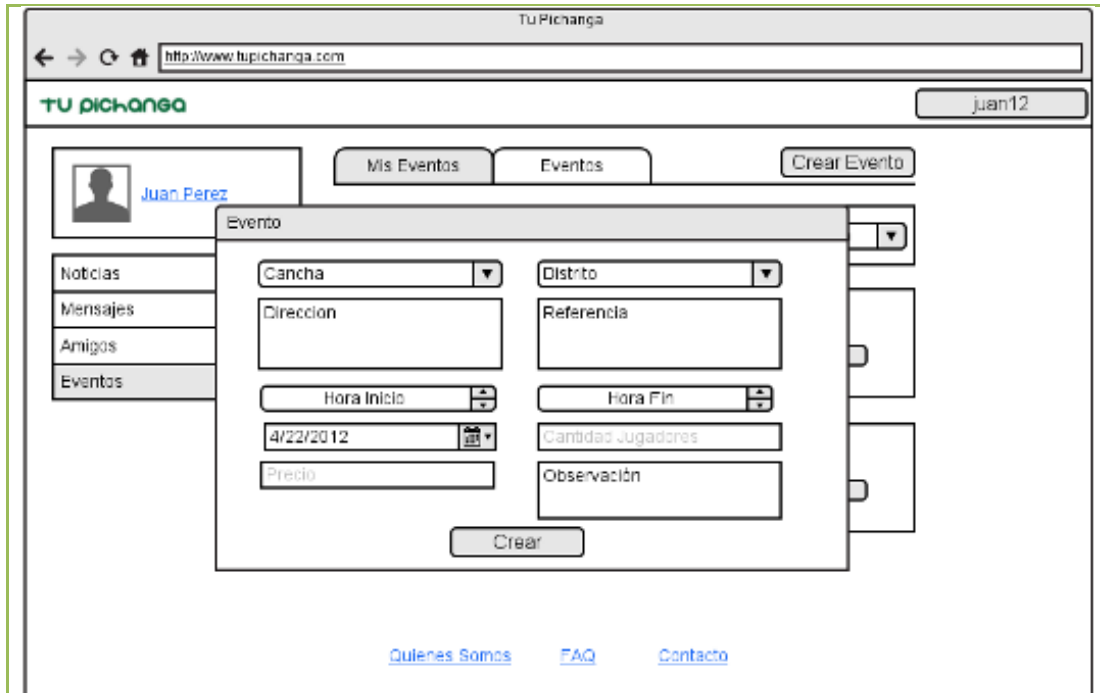 Tu Pichanga
http://www.tupichanga.com
TU PICHANGA
juan12
Mis Eventos
Eventos
Crear Evento
Juan Perez
Evento
Noticias
Mensajes
Amigos
Eventos
Cancha
Distrito
Direccion
Referencia
Hora Inicio
Hora Fin
4/22/2012
Cantidad Jugadores
Precio
Observación
Crear
Quienes Somos
FAQ
Contacto